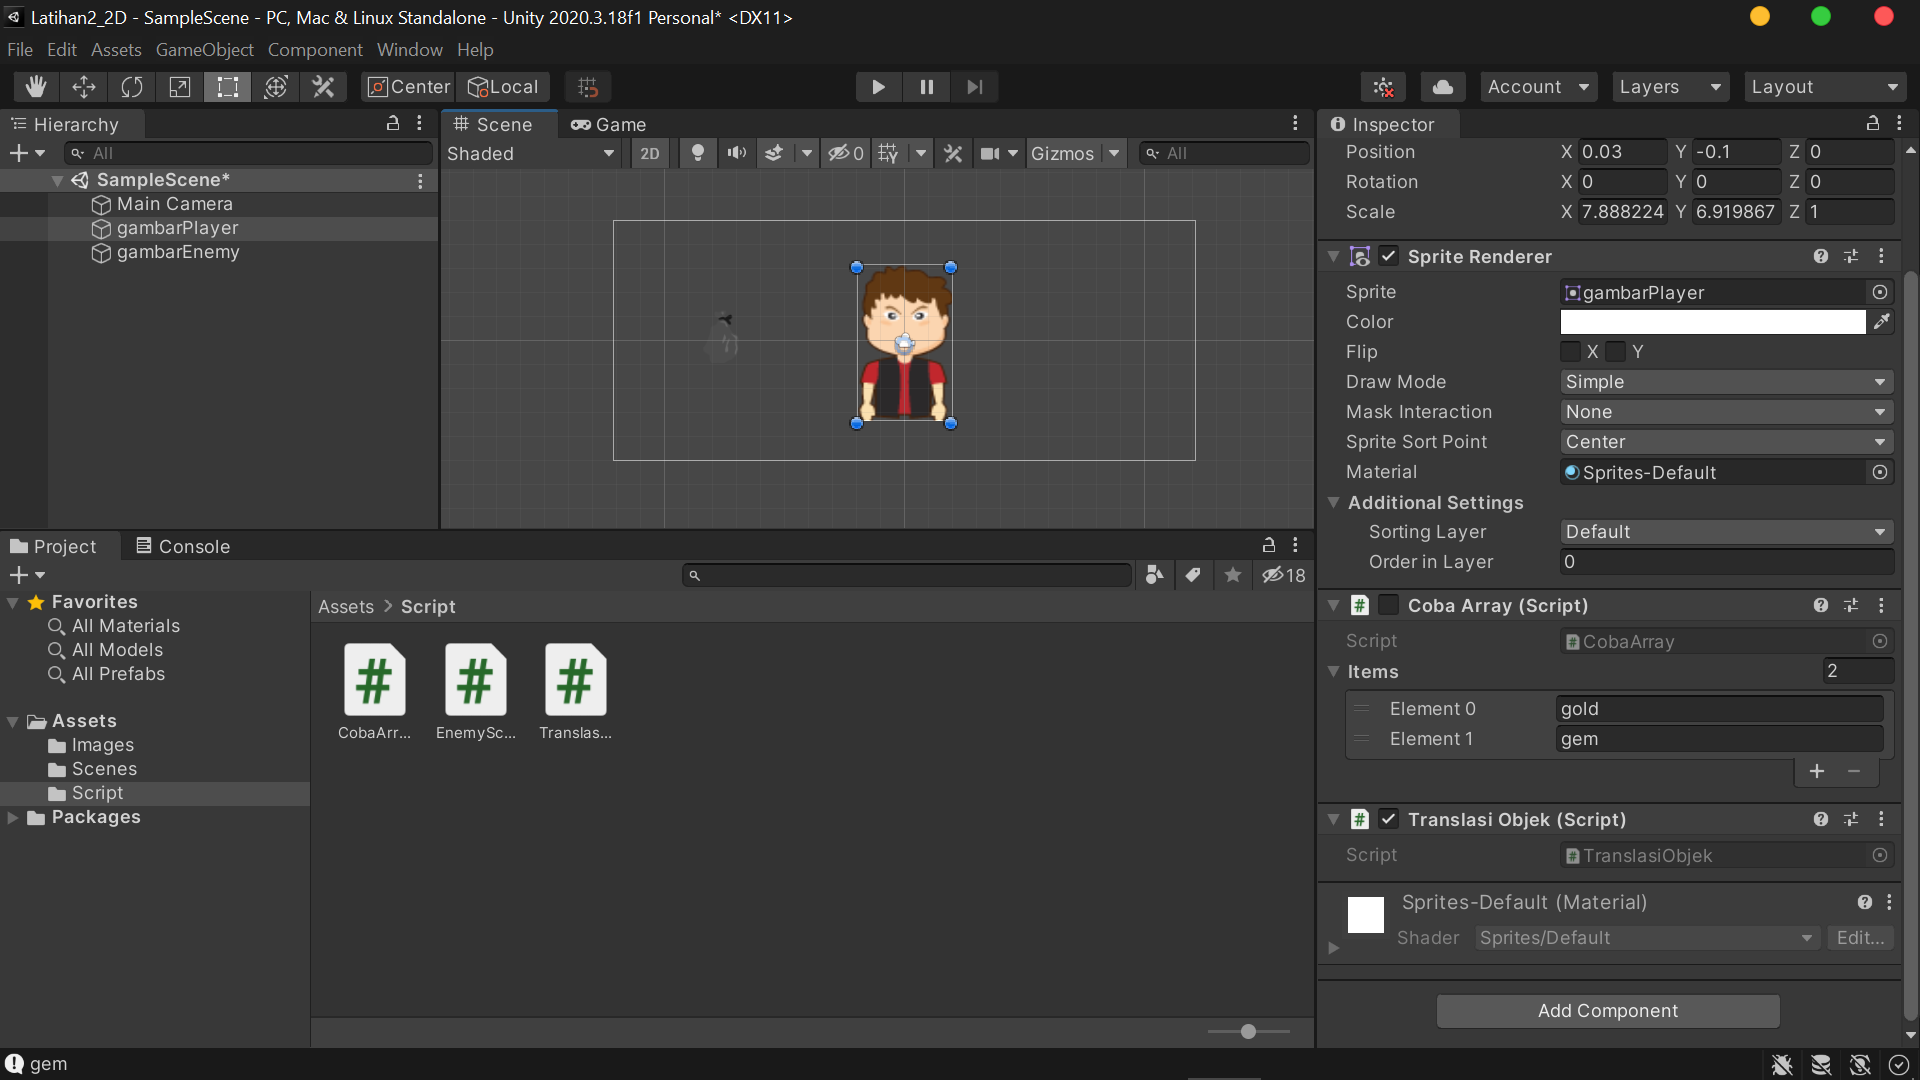 Latihan2_2D - SampleScene - PC, Mac & Linux Standalone - Unity 2020.3.18f1 Personal* <DX11>
File Edit Assets GameObject Component Window Help
Center Local Account Layers Layout
Hierarchy
All
SampleScene*
Main Camera
gambarPlayer
gambarEnemy
Scene Game
Shaded 2D 0 Gizmos All
Inspector
Position X 0.03 Y -0.1 Z 0
Rotation X 0 Y 0 Z 0
Scale X 7.888224 Y 6.919867 Z 1
Sprite Renderer
Sprite gambarPlayer
Color
Flip X Y
Draw Mode Simple
Mask Interaction None
Sprite Sort Point Center
Material Sprites-Default
Additional Settings
Sorting Layer Default
Order in Layer 0
Coba Array (Script)
Script CobaArray
Items 2
Element 0 gold
Element 1 gem
Translasi Objek (Script)
Script TranslasiObjek
Sprites-Default (Material)
Shader Sprites/Default Edit...
Add Component
Project Console
18
Favorites
All Materials
All Models
All Prefabs
Assets
Images
Scenes
Script
Packages
Assets > Script
CobaArr... EnemySc... Translas...
gem